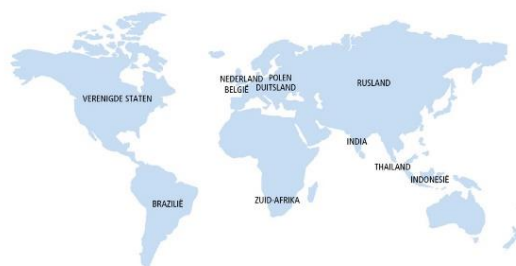 NEDERLAND POLEN
BELGIË DUITSLAND
RUSLAND
VERENIGDE STATEN
INDIA
THAILAND
INDONESIË
BRAZILIË
ZUID-AFRIKA